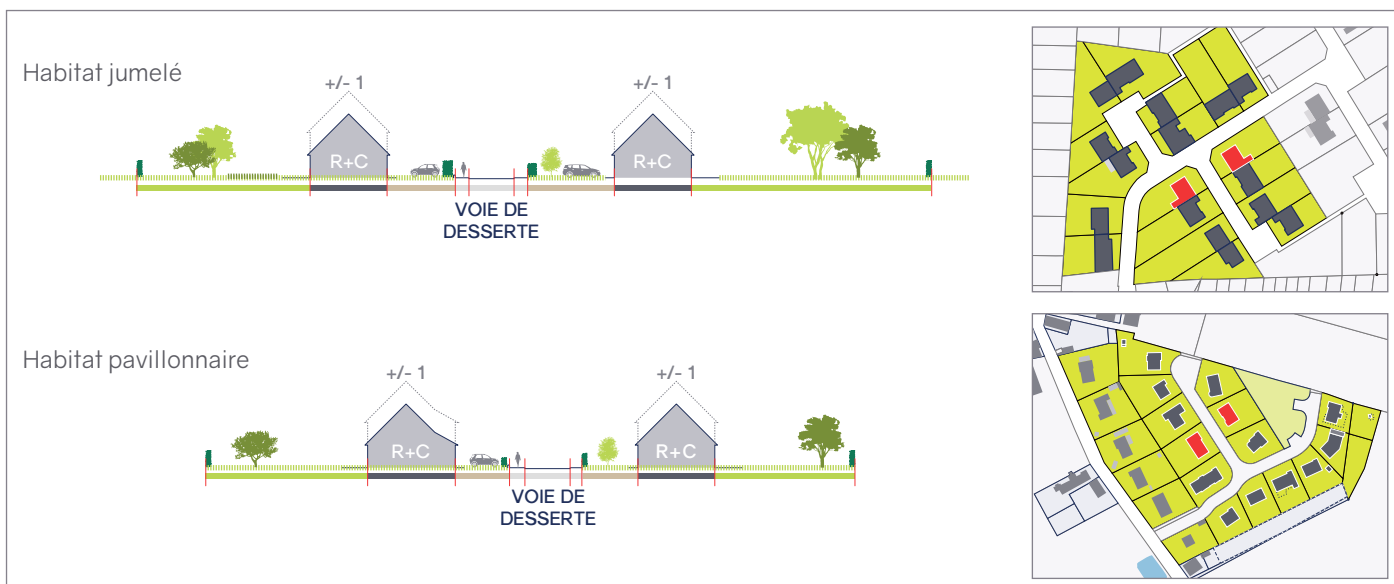 Habitat jumelé
+/- 1
+/- 1
R+C
R+C
VOIE DE
DESSERTE
Habitat pavillonnaire
+/- 1
+/- 1
R+C
R+C
VOIE DE
DESSERTE